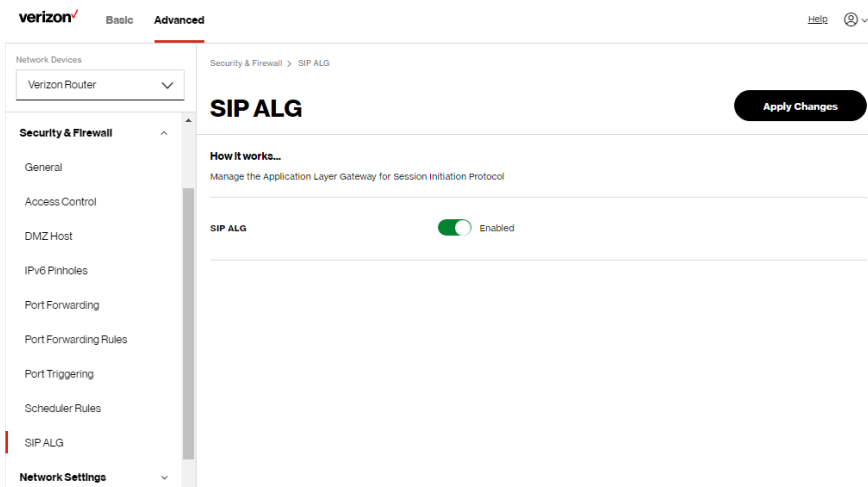 verizon
Basic
Advanced
Help
Network Devices
Verizon Router
Security & Firewall
General
Access Control
DMZ Host
IPv6 Pinholes
Port Forwarding
Port Forwarding Rules
Port Triggering
Scheduler Rules
SIP ALG
Network Settings
Security & Firewall > SIP ALG
SIP ALG
Apply Changes
How it works...
Manage the Application Layer Gateway for Session Initiation Protocol
SIP ALG
Enabled